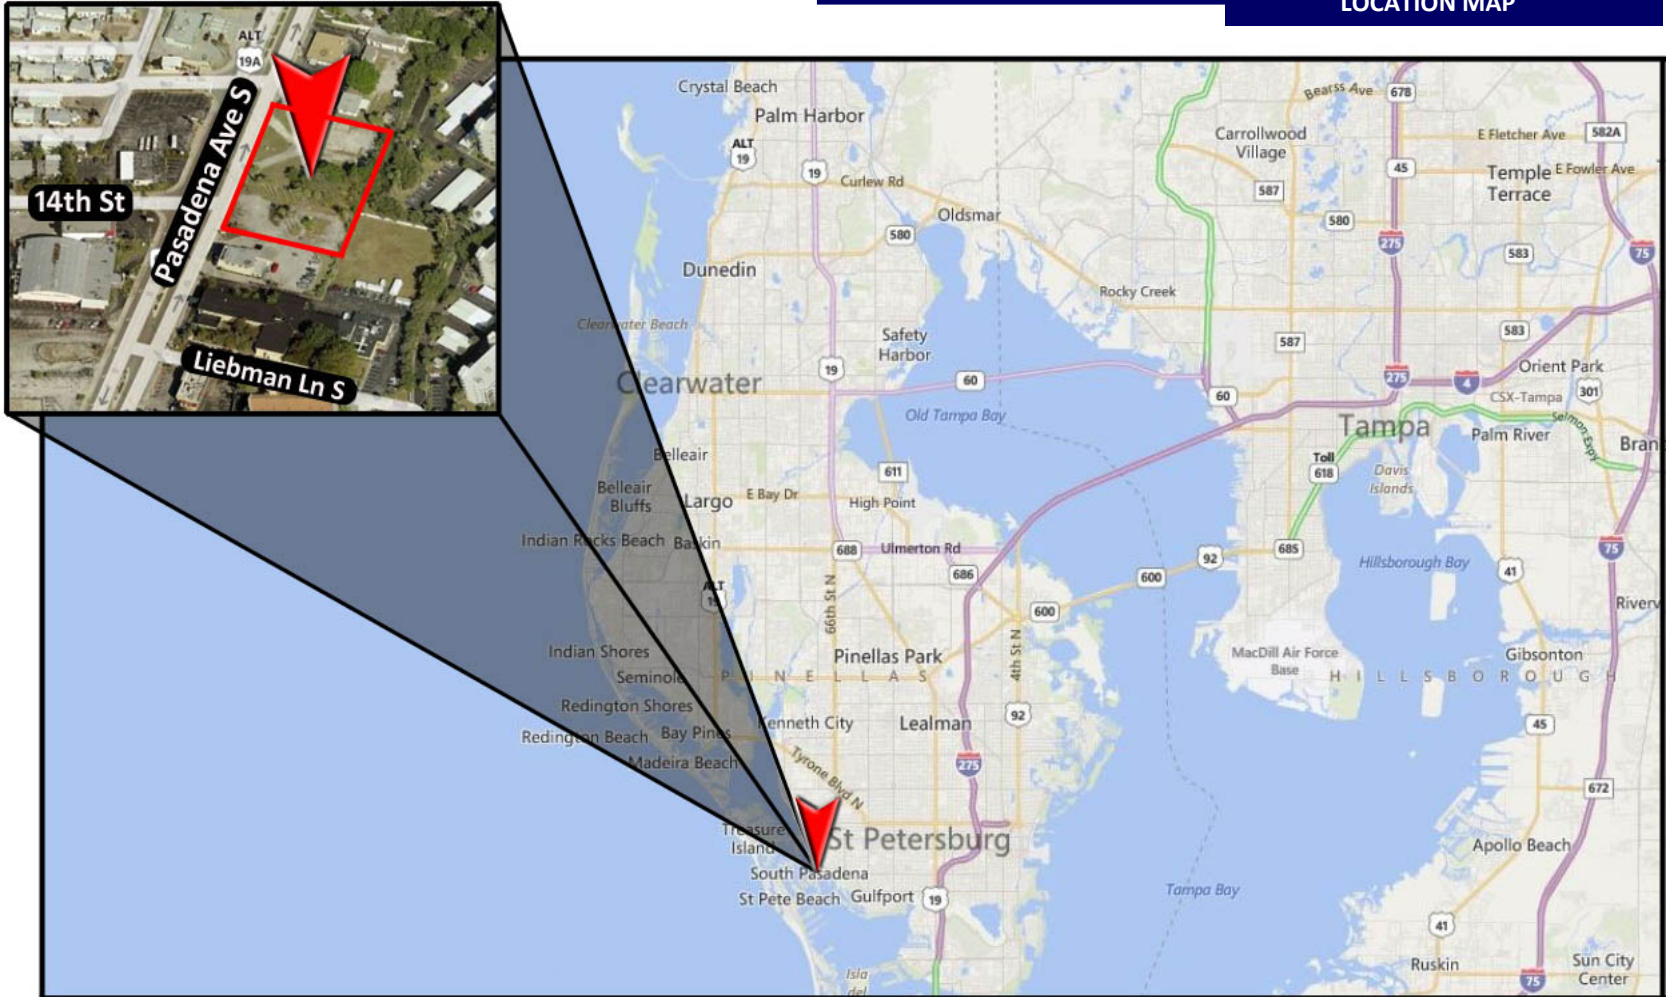 LOCATION MAP
ALT
19A
Pasadena Ave S
14th St
Liebman Ln S
Crystal Beach
Palm Harbor
ALT
19
19
Curlew Rd
Oldsmar
580
Dunedin
Clearwater Beach
Safety
Harbor
19
Clearwater
60
Old Tampa Bay
60
Belleair
611
Belleair
Bluffs
Largo
E Bay Dr
High Point
Indian Rocks Beach
Baskin
688
Ulmerton Rd
686
ALT
19
66th St N
600
600
92
4th St N
Indian Shores
Pinellas Park
Seminole
PINELLAS
Redington Shores
Kenneth City
Lealman
92
Redington Beach
Bay Pines
Madeira Beach
Tyrone Blvd N
275
Treasure
Island
St Petersburg
South Pasadena
St Pete Beach
Gulfport
19
Isla
del
Tampa Bay
Bearss Ave
678
Carrollwood
Village
E Fletcher Ave
582A
45
Temple
Terrace
E Fowler Ave
587
580
275
583
75
Rocky Creek
587
583
Orient Park
275
4
CSX-Tampa
301
Tampa
Palm River
Selmon Expy
Bran
Toll
618
Davis
Islands
685
Hillsborough Bay
75
41
Riverv
MacDill Air Force
Base
Gibsonton
HILLSBOROUGH
45
672
Apollo Beach
41
Ruskin
75
Sun City
Center